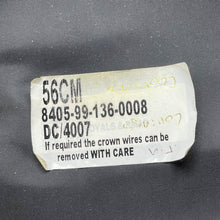 56CM
8405-99-136-0008
DC/4007
If required the crown wires can be
removed WITH CARE